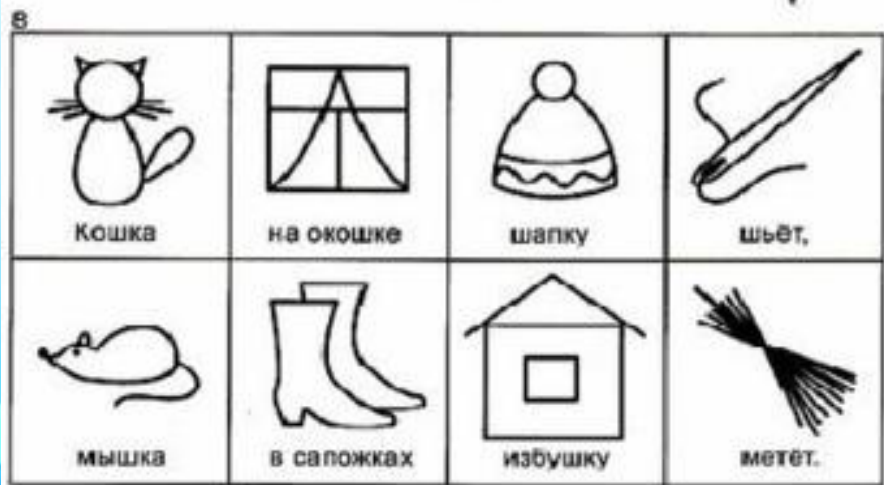 8
Кошка на окошке шапку шьёт,
мышка в сапожках избушку метёт.